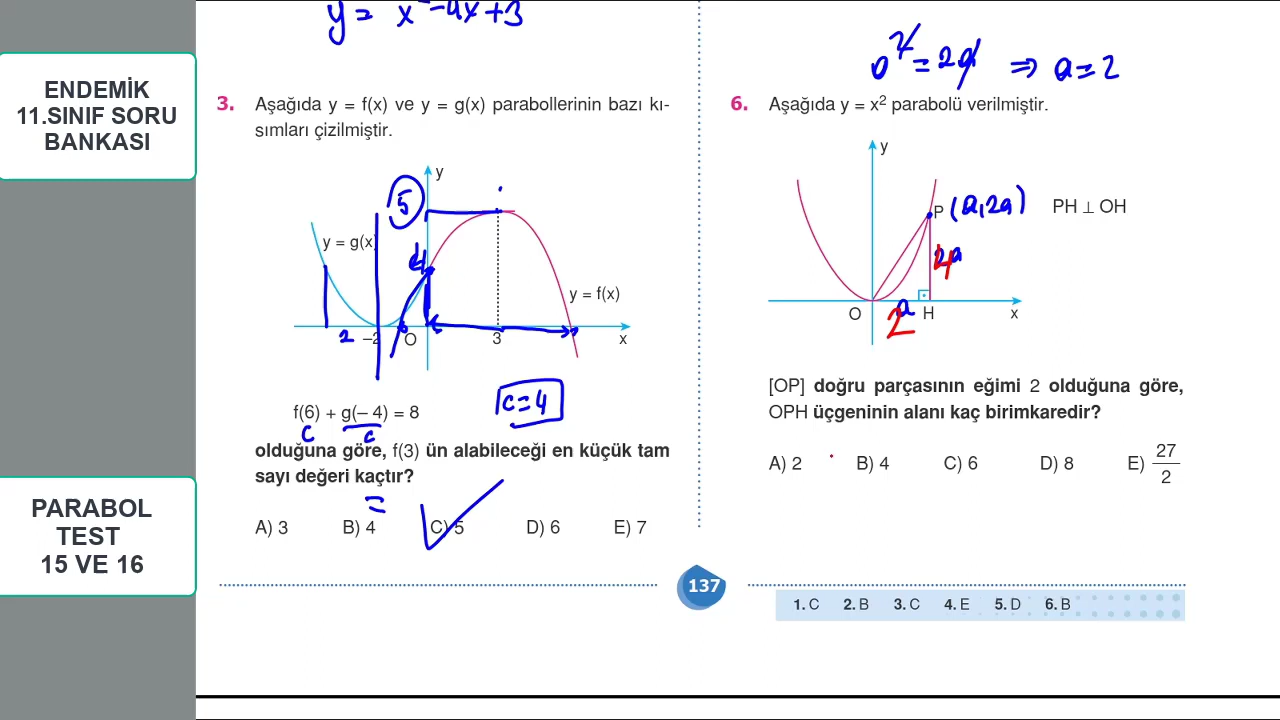 ENDEMİK
11.SINIF SORU
BANKASI
PARABOL
TEST
15 VE 16
3. Aşağıda y = f(x) ve y = g(x) parabollerinin bazı kı-
sımları çizilmiştir.
5
y
y = g(x)
4
y = f(x)
2
–2
O
3
x
f(6) + g(– 4) = 8
c c
c=4
olduğuna göre, f(3) ün alabileceği en küçük tam
sayı değeri kaçtır?
A) 3 B) 4 C) 5 D) 6 E) 7
a² = 2a ⇒ a = 2
6. Aşağıda y = x² parabolü verilmiştir.
y
P (a,2a)
PH ⊥ OH
4
2a
a
O
2
H
x
[OP] doğru parçasının eğimi 2 olduğuna göre,
OPH üçgeninin alanı kaç birimkaredir?
A) 2 B) 4 C) 6 D) 8 E) 27/2
137
1. C 2. B 3. C 4. E 5. D 6. B